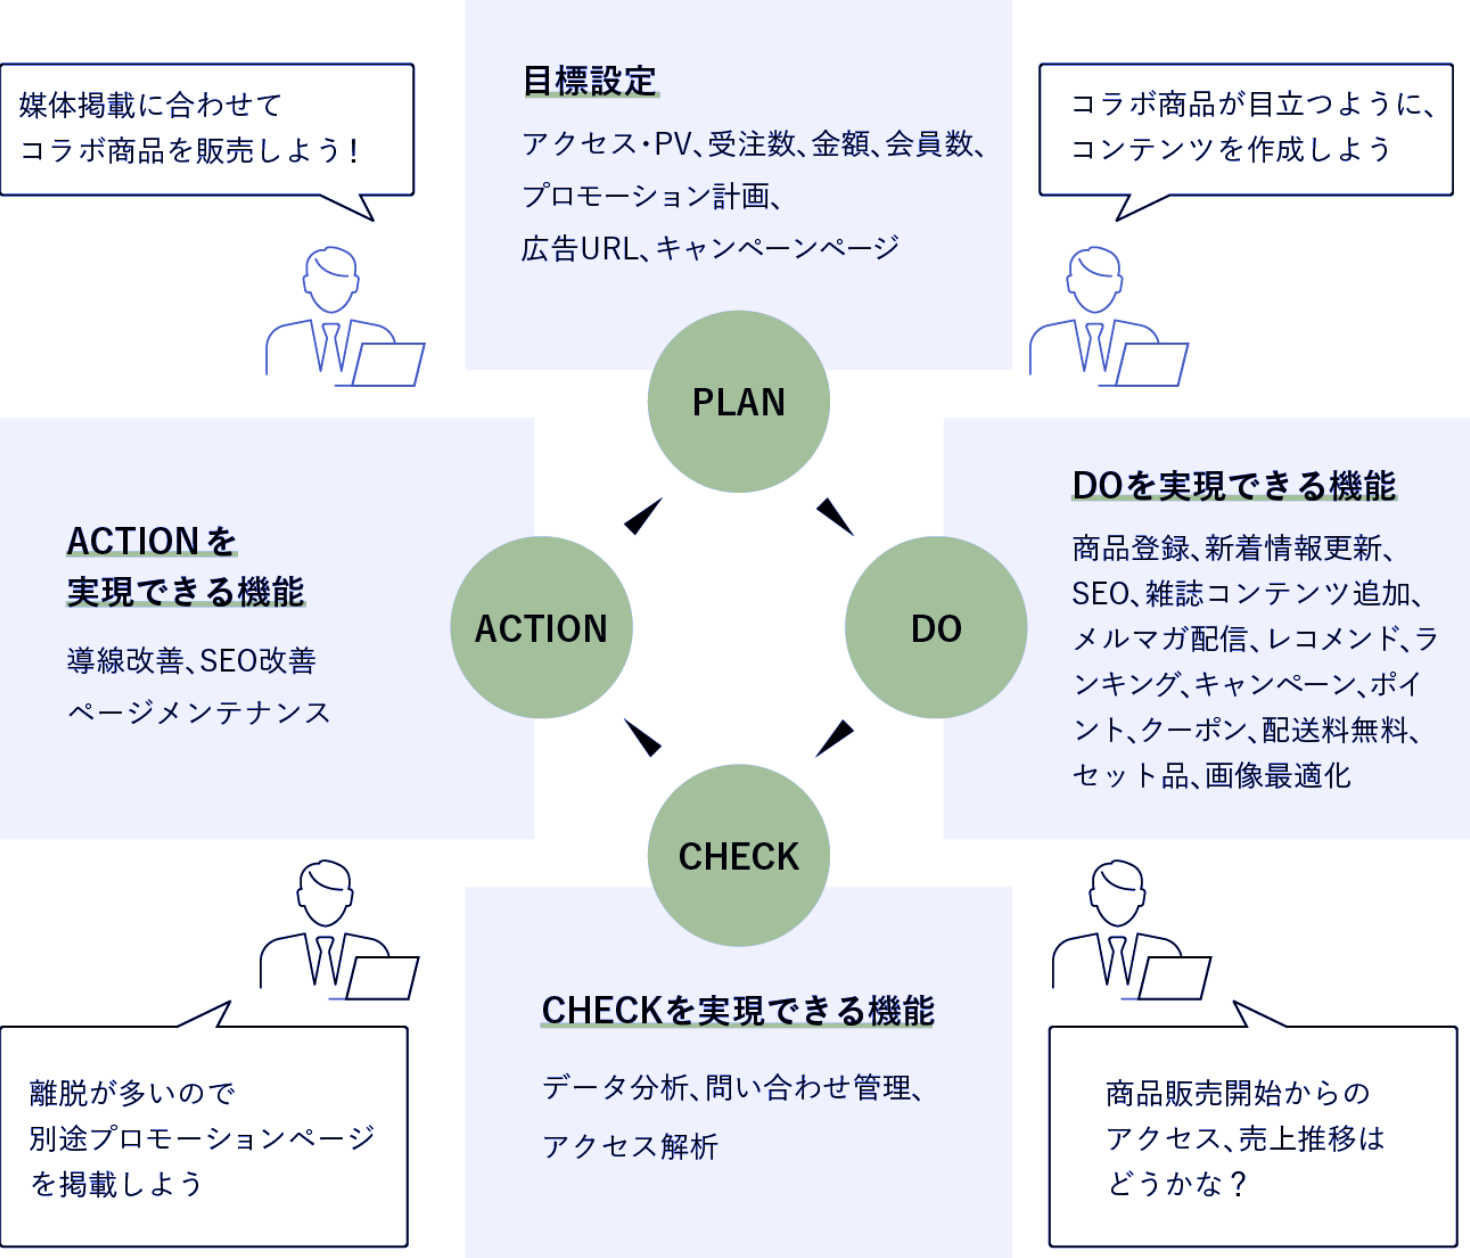 目標設定
アクセス・PV、受注数、金額、会員数、
プロモーション計画、
広告URL、キャンペーンページ
媒体掲載に合わせて
コラボ商品を販売しよう！
コラボ商品が目立つように、
コンテンツを作成しよう
PLAN
DOを実現できる機能
商品登録、新着情報更新、
SEO、雑誌コンテンツ追加、
メルマガ配信、レコメンド、ラ
ンキング、キャンペーン、ポイ
ント、クーポン、配送料無料、
セット品、画像最適化
ACTIONを
実現できる機能
導線改善、SEO改善
ページメンテナンス
ACTION
DO
CHECK
CHECKを実現できる機能
データ分析、問い合わせ管理、
アクセス解析
離脱が多いので
別途プロモーションページ
を掲載しよう
商品販売開始からの
アクセス、売上推移は
どうかな？